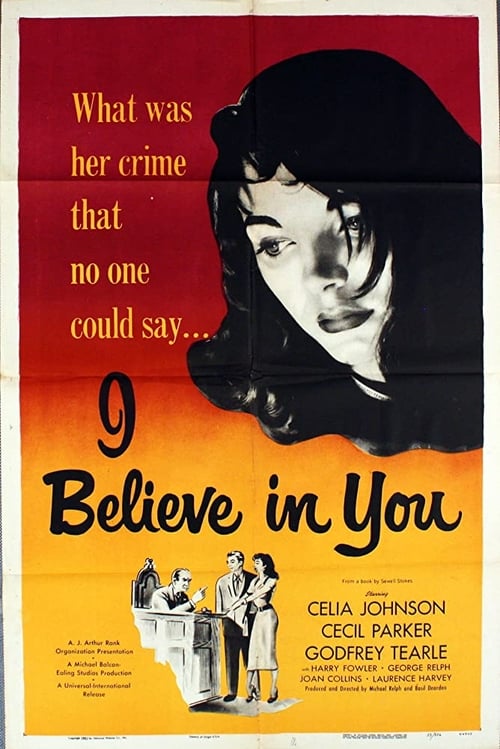 What was
her crime
that
no one
could say...
I
Believe in You
From a book by Sewell Stokes
Starring
CELIA JOHNSON
CECIL PARKER
GODFREY TEARLE
with HARRY FOWLER · GEORGE RELPH
JOAN COLLINS · LAURENCE HARVEY
Produced and Directed by Michael Relph and Basil Dearden
A J. Arthur Rank
Organization Presentation
A Michael Balcon-
Ealing Studios Production
A Universal-International
Release